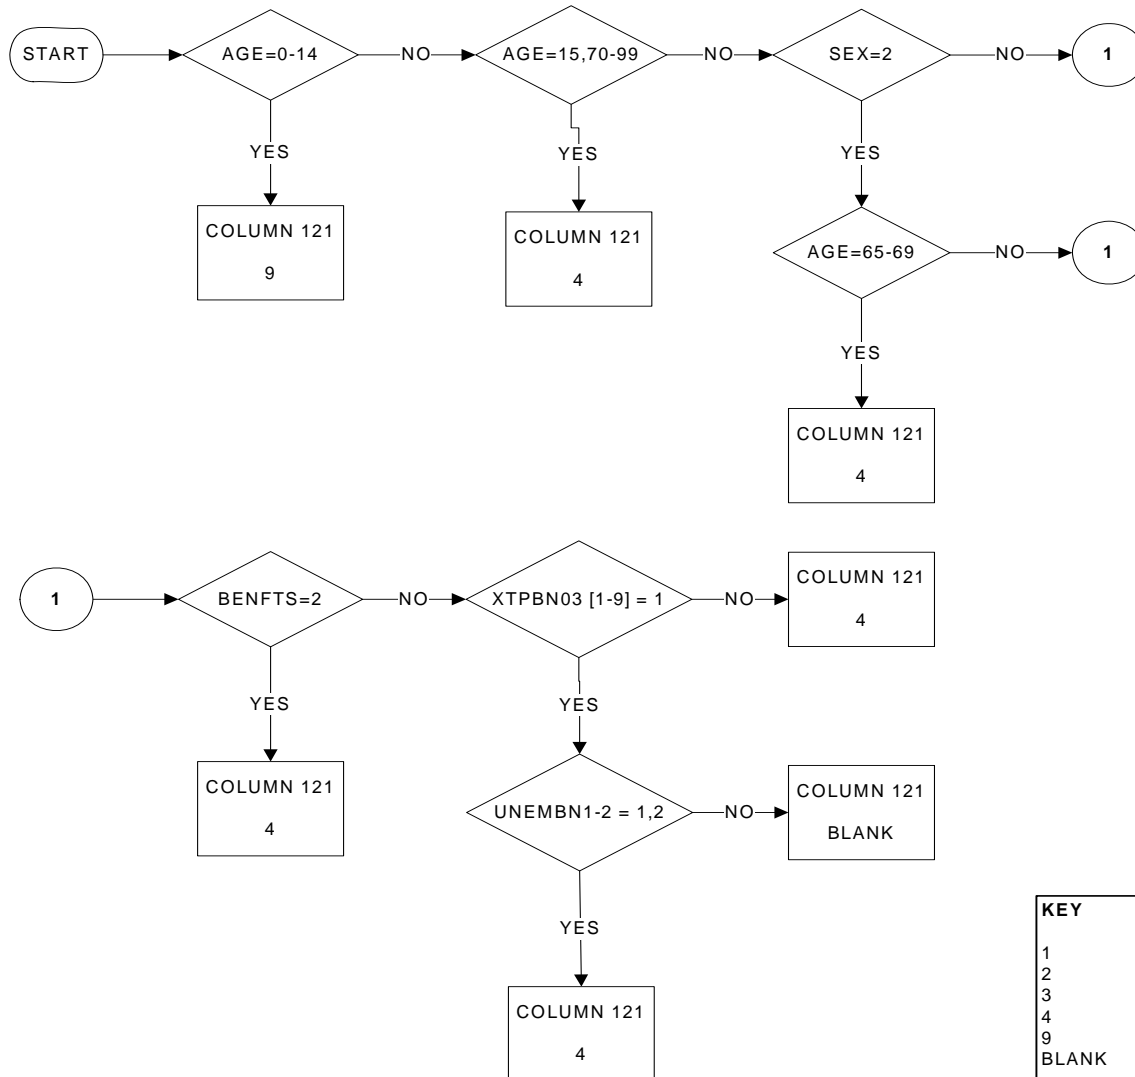 START
AGE=0-14
NO
AGE=15,70-99
NO
SEX=2
NO
1
YES
YES
YES
COLUMN 121
9
COLUMN 121
4
AGE=65-69
NO
1
YES
COLUMN 121
4
1
BENFTS=2
NO
XTPBN03 [1-9] = 1
NO
COLUMN 121
4
YES
YES
COLUMN 121
4
UNEMBN1-2 = 1,2
NO
COLUMN 121
BLANK
YES
COLUMN 121
4
KEY
1
2
3
4
9
BLANK